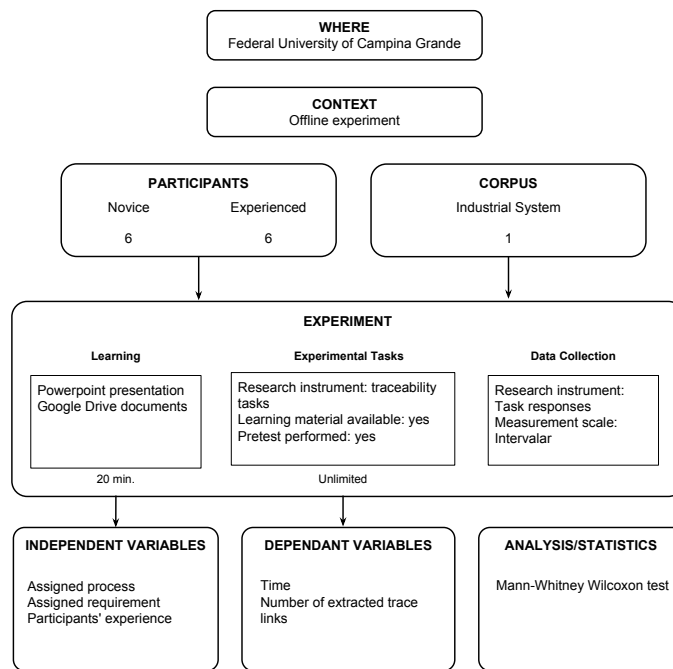 WHERE
Federal University of Campina Grande
CONTEXT
Offline experiment
PARTICIPANTS
Novice Experienced
6 6
CORPUS
Industrial System
1
EXPERIMENT
Learning
Powerpoint presentation
Google Drive documents
20 min.
Experimental Tasks
Research instrument: traceability
tasks
Learning material available: yes
Pretest performed: yes
Unlimited
Data Collection
Research instrument:
Task responses
Measurement scale:
Intervalar
INDEPENDENT VARIABLES
Assigned process
Assigned requirement
Participants' experience
DEPENDANT VARIABLES
Time
Number of extracted trace
links
ANALYSIS/STATISTICS
Mann-Whitney Wilcoxon test